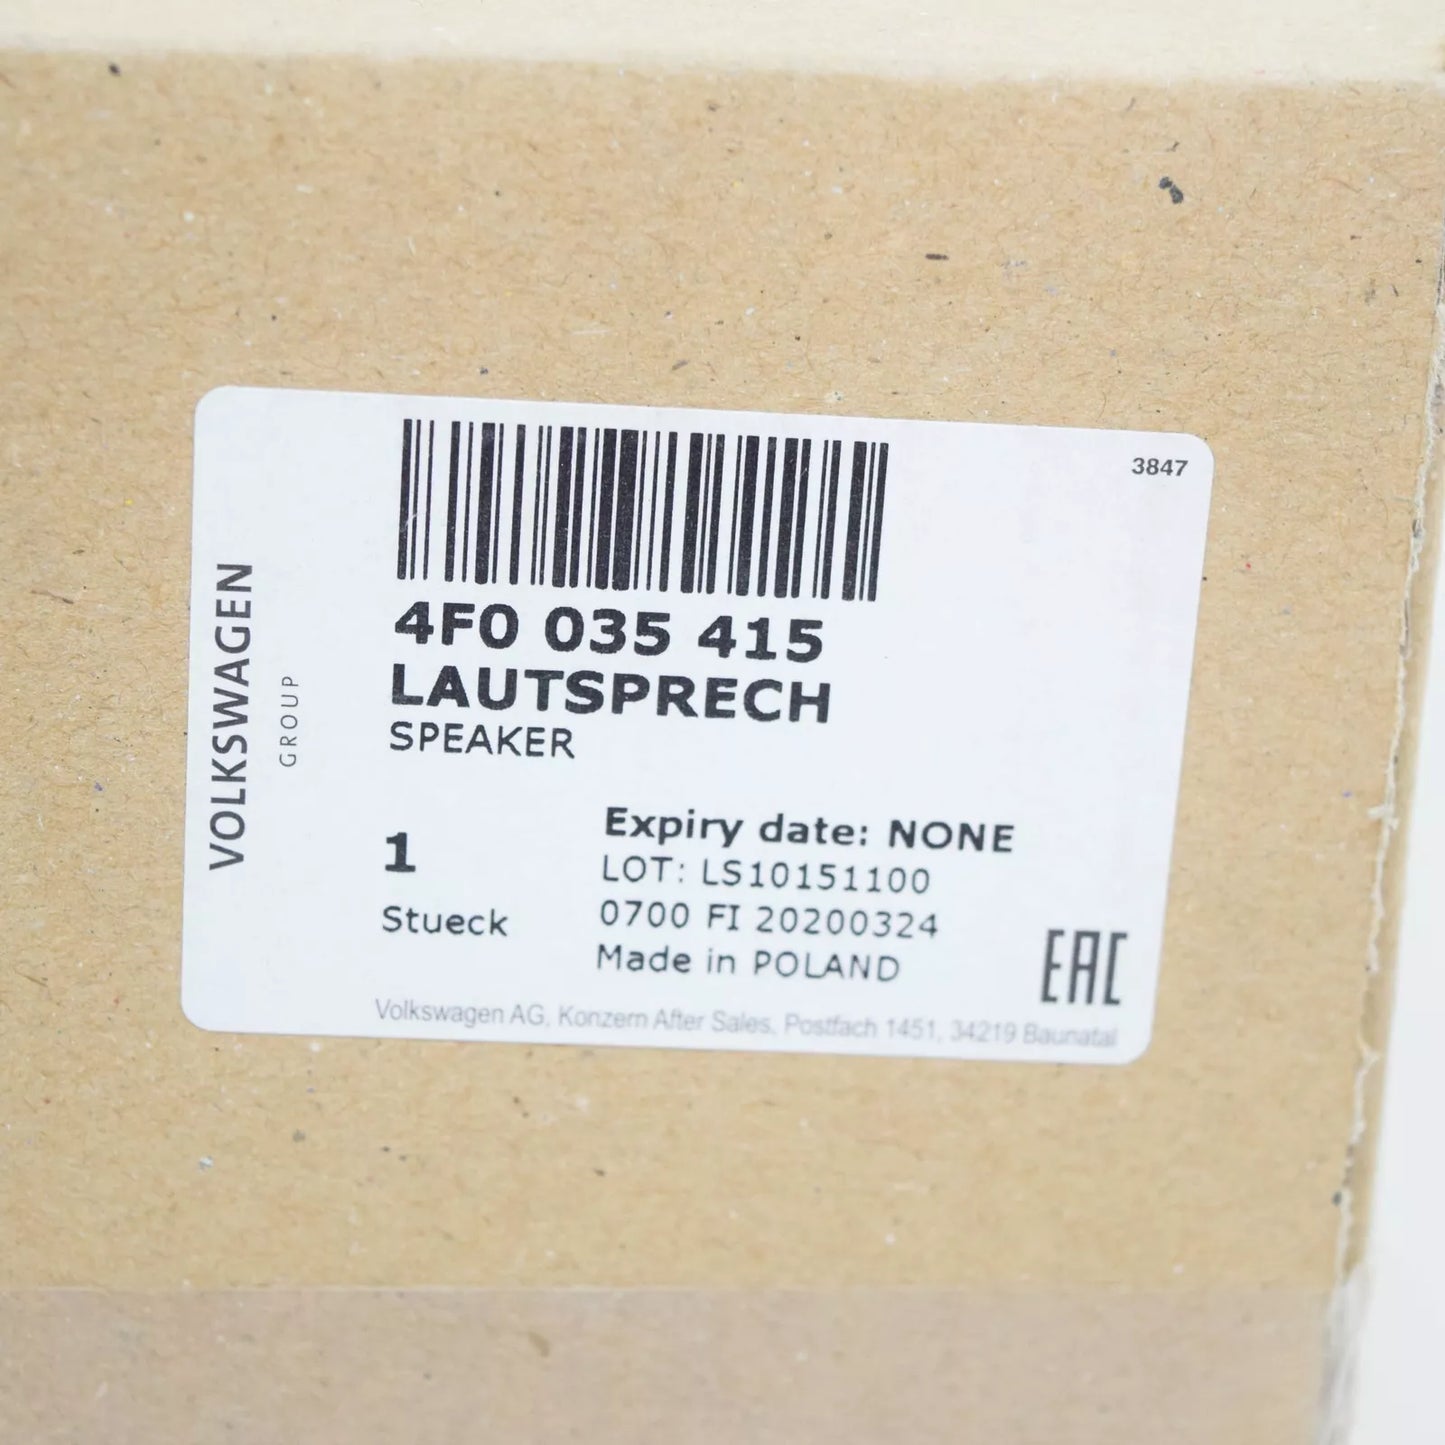 3847
4F0 035 415
LAUTSPRECH
SPEAKER
VOLKSWAGEN
GROUP
1
Stueck
Expiry date: NONE
LOT: LS10151100
0700 FI 20200324
Made in POLAND
EAC
Volkswagen AG, Konzern After Sales, Postfach 1451, 34219 Baunatal